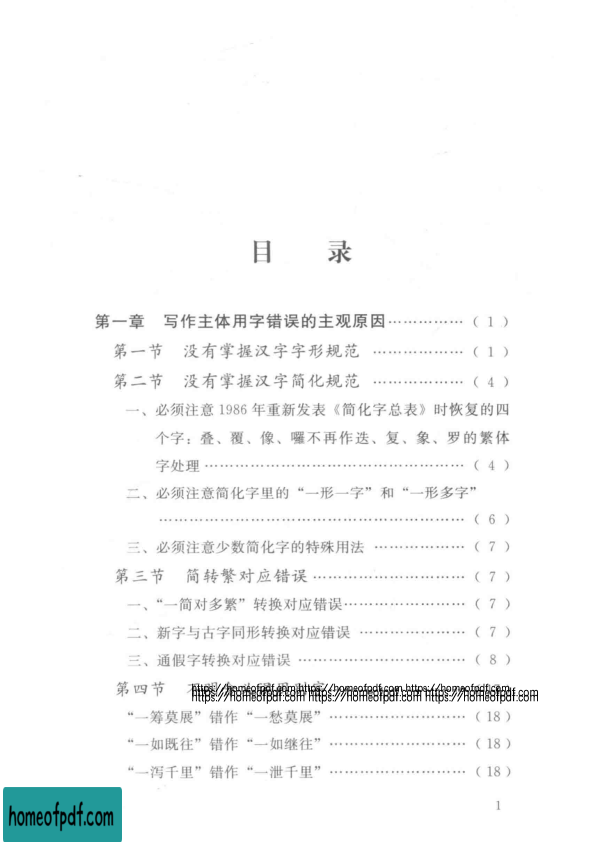 目 录
第一章 写作主体用字错误的主观原因……………( 1 )
第一节 没有掌握汉字字形规范 ………………( 1 )
第二节 没有掌握汉字简化规范 ………………( 4 )
一、必须注意 1986 年重新发表《简化字总表》时恢复的四
个字：叠、覆、像、囉不再作迭、复、象、罗的繁体
字处理……………………………………………( 4 )
二、必须注意简化字里的“一形一字”和“一形多字”
……………………………………………………( 6 )
三、必须注意少数简化字的特殊用法 ………………( 7 )
第三节 简转繁对应错误…………………………( 7 )
一、“一简对多繁”转换对应错误……………………( 7 )
二、新字与古字同形转换对应错误 …………………( 7 )
三、通假字转换对应错误 ……………………………( 8 )
第四节
https://homeofpdf.com https://homeofpdf.com https://homeofpdf.com
https://homeofpdf.com https://homeofpdf.com https://homeofpdf.com
“一筹莫展”错作“一愁莫展”………………………(18)
“一如既往”错作“一如继往”………………………(18)
“一泻千里”错作“一泄千里”………………………(18)
1
homeofpdf.com